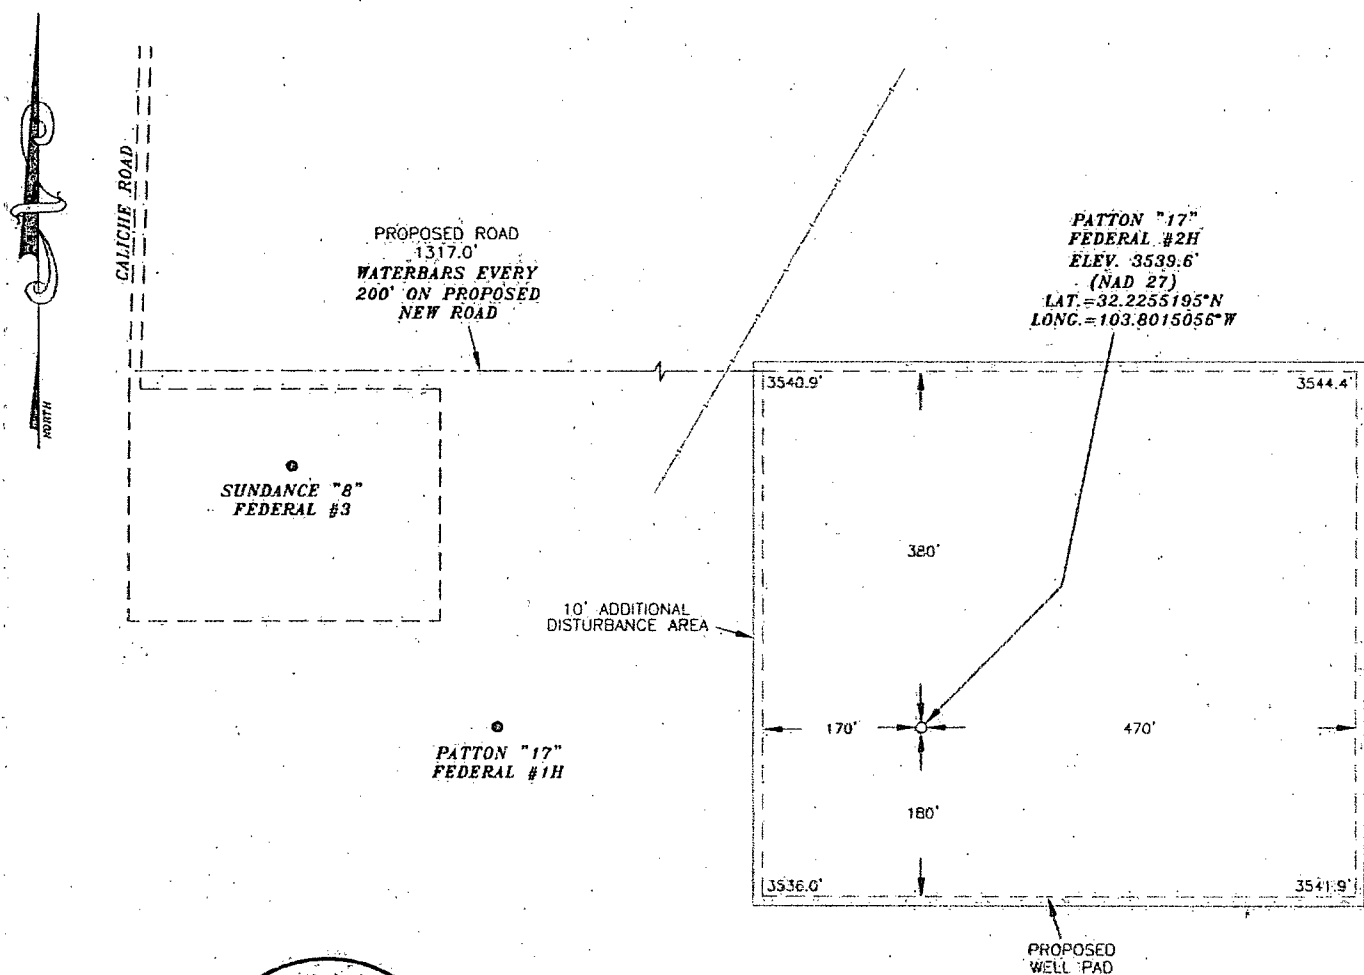 CALICHE ROAD
NORTH
PROPOSED ROAD
1317.0'
WATERBARS EVERY
200' ON PROPOSED
NEW ROAD
PATTON "17"
FEDERAL #2H
ELEV. 3539.6'
(NAD 27)
LAT.=32.2255195°N
LONG.=103.8015056°W
3540.9'
3544.4'
SUNDANCE "8"
FEDERAL #3
380'
10' ADDITIONAL
DISTURBANCE AREA
170'
470'
PATTON "17"
FEDERAL #1H
180'
3536.0'
3541.9'
PROPOSED
WELL PAD